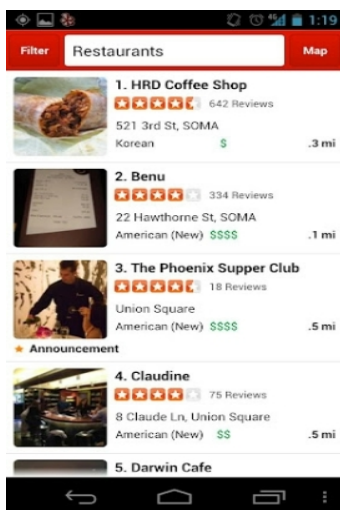 4G 1:19
Filter Restaurants Map
1. HRD Coffee Shop
642 Reviews
521 3rd St, SOMA
Korean $ .3 mi
2. Benu
334 Reviews
22 Hawthorne St, SOMA
American (New) $$$$ .1 mi
3. The Phoenix Supper Club
18 Reviews
Union Square
American (New) $$$$ .5 mi
Announcement
4. Claudine
75 Reviews
8 Claude Ln, Union Square
American (New) $$ .5 mi
5. Darwin Cafe